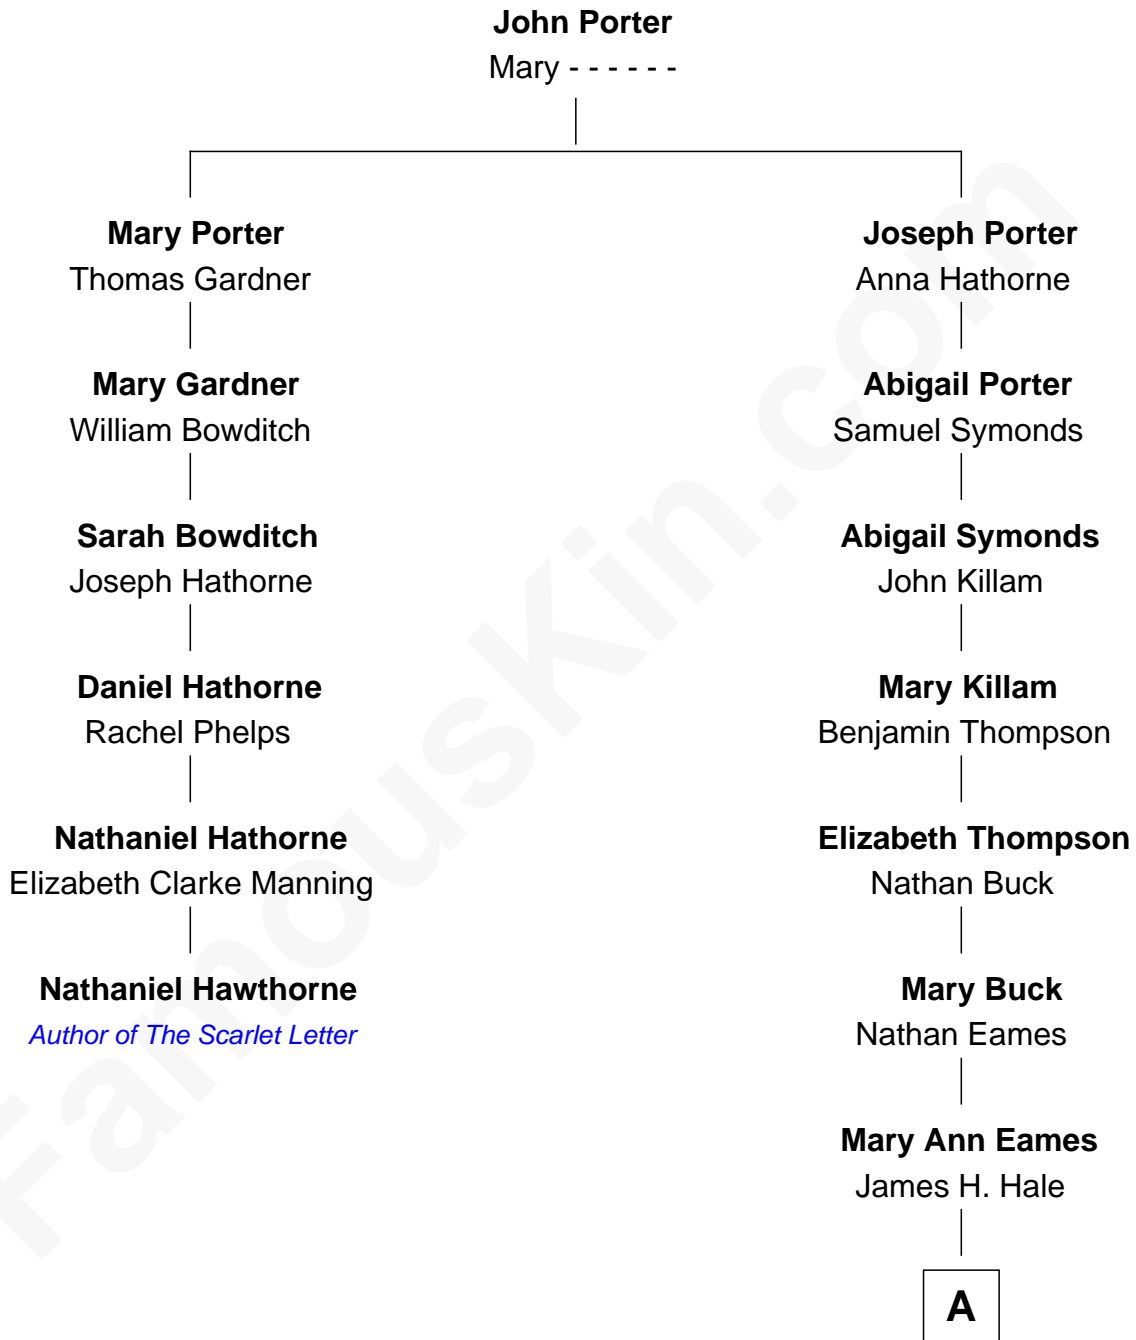 John Porter
Mary - - - - - -
Mary Porter
Thomas Gardner
Joseph Porter
Anna Hathorne
Mary Gardner
William Bowditch
Abigail Porter
Samuel Symonds
Sarah Bowditch
Joseph Hathorne
Abigail Symonds
John Killam
Daniel Hathorne
Rachel Phelps
Mary Killam
Benjamin Thompson
Nathaniel Hathorne
Elizabeth Clarke Manning
Elizabeth Thompson
Nathan Buck
Nathaniel Hawthorne
Author of The Scarlet Letter
Mary Buck
Nathan Eames
Mary Ann Eames
James H. Hale
A
FamousKin.com